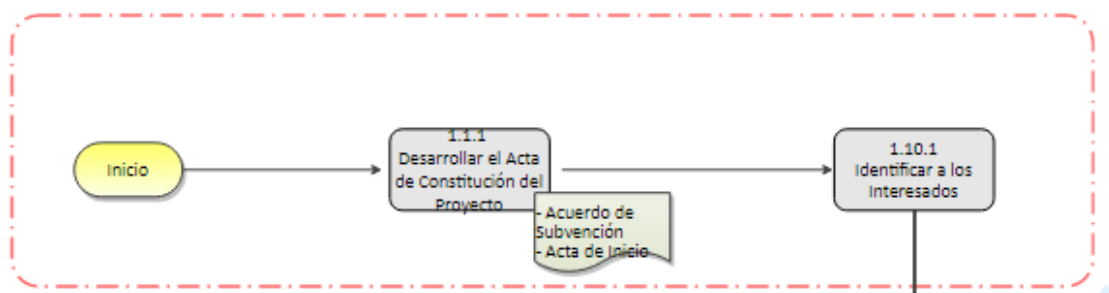 Inicio
1.1.1
Desarrollar el Acta
de Constitución del
Proyecto
- Acuerdo de
Subvención
- Acta de Inicio
1.10.1
Identificar a los
Interesados